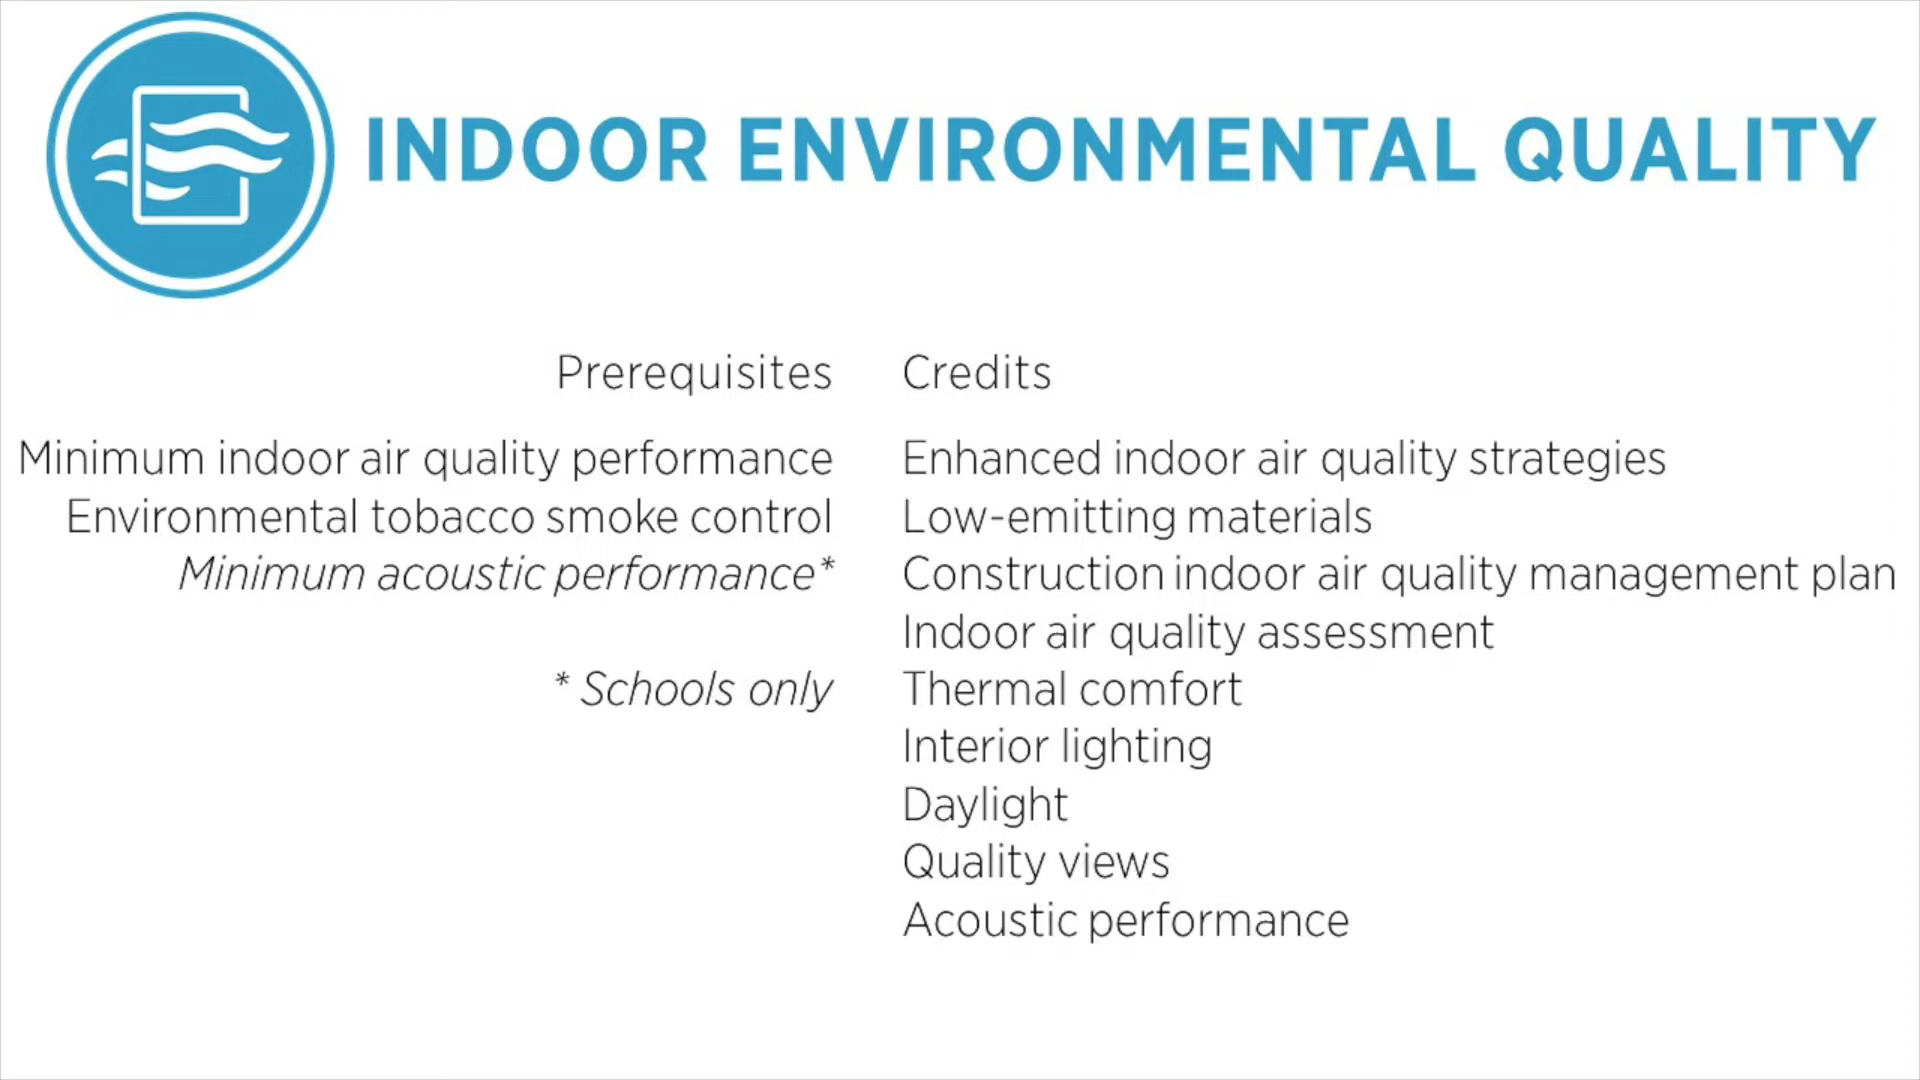 INDOOR ENVIRONMENTAL QUALITY
Prerequisites
Minimum indoor air quality performance
Environmental tobacco smoke control
Minimum acoustic performance*
* Schools only
Credits
Enhanced indoor air quality strategies
Low-emitting materials
Construction indoor air quality management plan
Indoor air quality assessment
Thermal comfort
Interior lighting
Daylight
Quality views
Acoustic performance